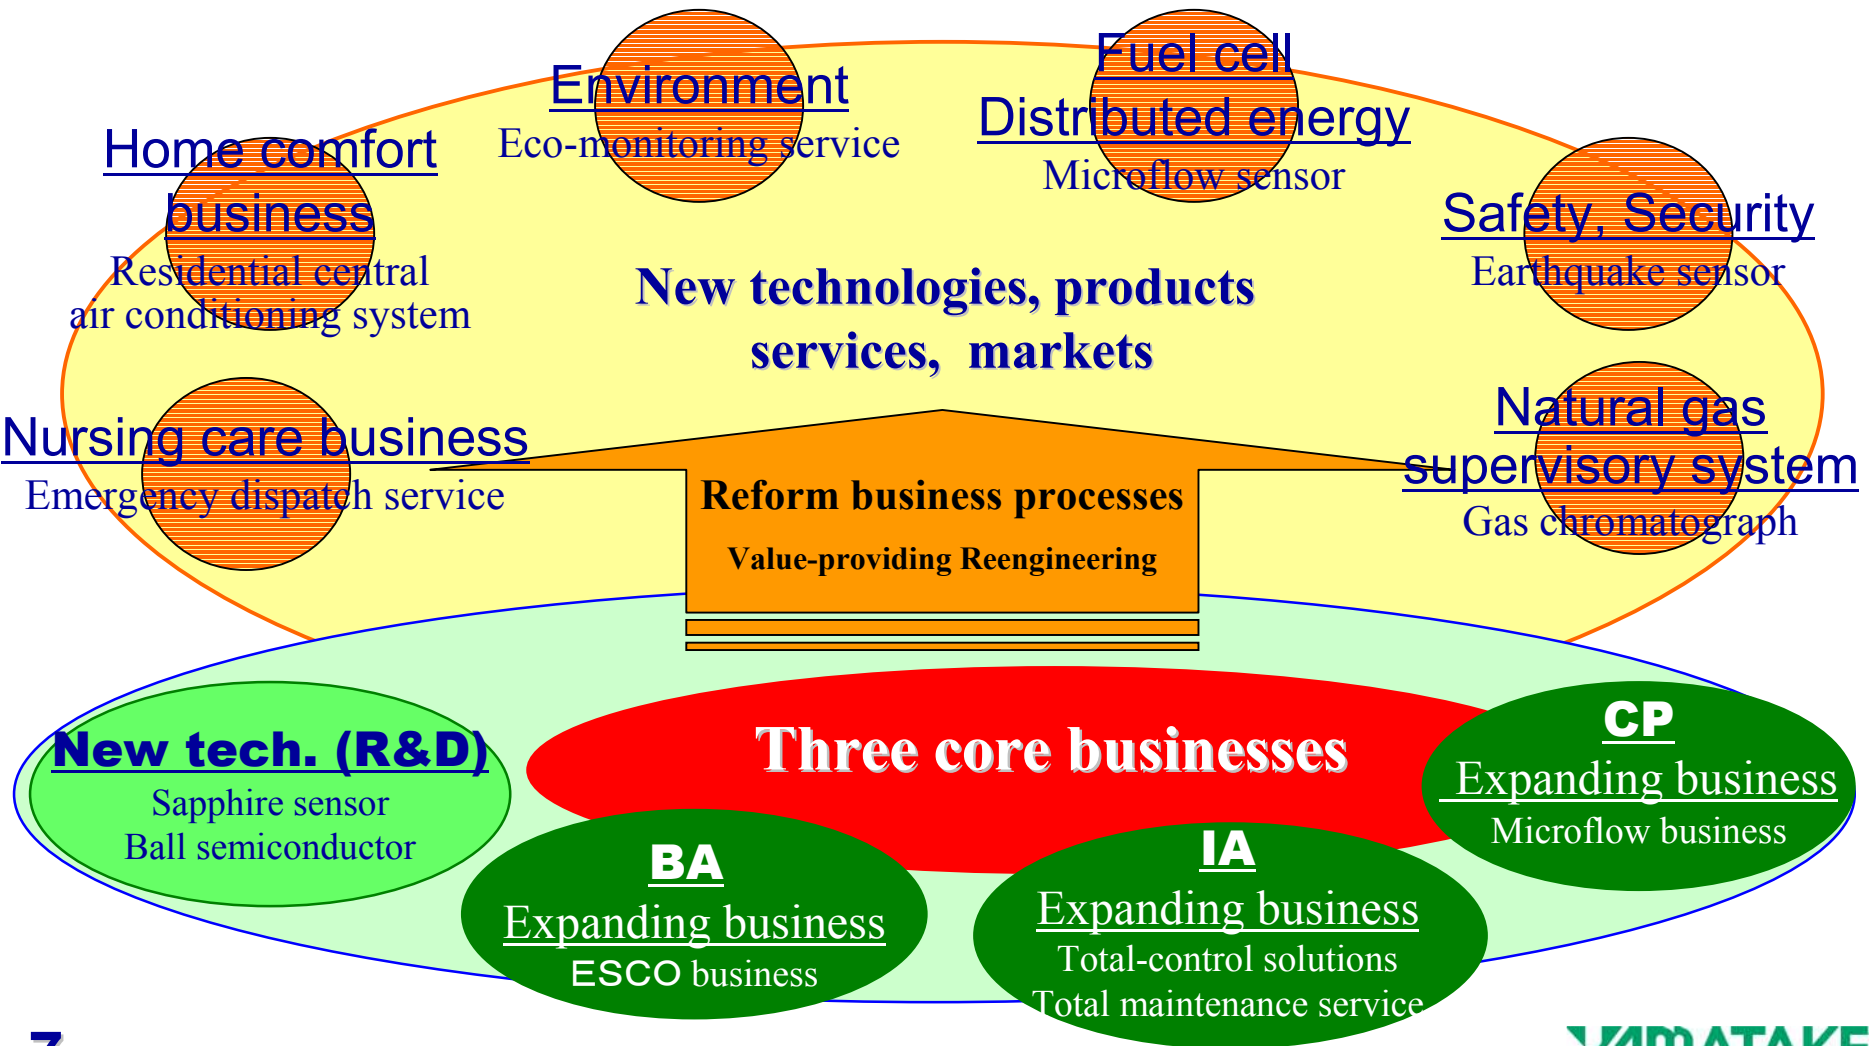 Fuel cell
Distributed energy
Microflow sensor
Environment
Eco-monitoring service
Home comfort
business
Residential central
air conditioning system
Safety, Security
Earthquake sensor
New technologies, products
services, markets
Nursing care business
Emergency dispatch service
Natural gas
supervisory system
Gas chromatograph
Reform business processes
Value-providing Reengineering
New tech. (R&D)
Sapphire sensor
Ball semiconductor
Three core businesses
CP
Expanding business
Microflow business
BA
Expanding business
ESCO business
IA
Expanding business
Total-control solutions
Total maintenance service
7
YAMATAKE